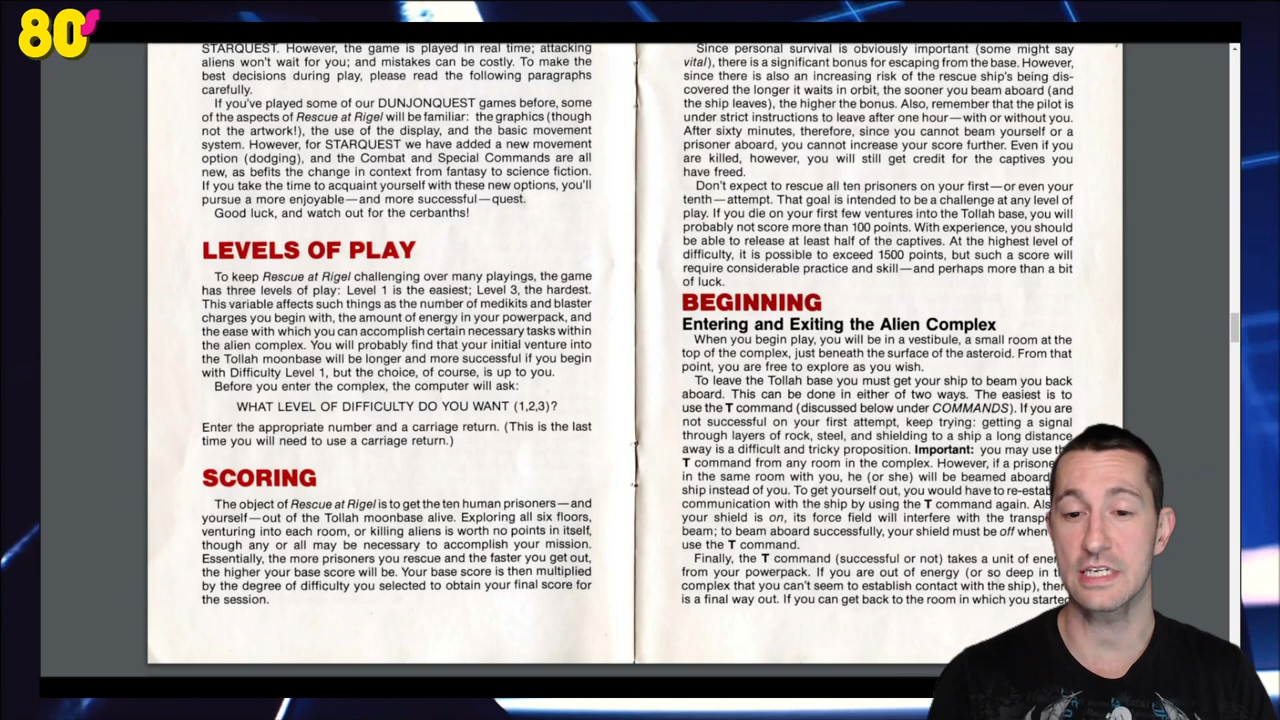 80's
STARQUEST. However, the game is played in real time; attacking
aliens won't wait for you; and mistakes can be costly. To make the
best decisions during play, please read the following paragraphs
carefully.
If you've played some of our DUNJONQUEST games before, some
of the aspects of Rescue at Rigel will be familiar: the graphics (though
not the artwork!), the use of the display, and the basic movement
system. However, for STARQUEST we have added a new movement
option (dodging), and the Combat and Special Commands are all
new, as befits the change in context from fantasy to science fiction.
If you take the time to acquaint yourself with these new options, you'll
pursue a more enjoyable—and more successful—quest.
Good luck, and watch out for the cerbanths!
LEVELS OF PLAY
To keep Rescue at Rigel challenging over many playings, the game
has three levels of play: Level 1 is the easiest; Level 3, the hardest.
This variable affects such things as the number of medikits and blaster
charges you begin with, the amount of energy in your powerpack, and
the ease with which you can accomplish certain necessary tasks within
the alien complex. You will probably find that your initial venture into
the Tollah moonbase will be longer and more successful if you begin
with Difficulty Level 1, but the choice, of course, is up to you.
Before you enter the complex, the computer will ask:
WHAT LEVEL OF DIFFICULTY DO YOU WANT (1,2,3)?
Enter the appropriate number and a carriage return. (This is the last
time you will need to use a carriage return.)
SCORING
The object of Rescue at Rigel is to get the ten human prisoners—and
yourself—out of the Tollah moonbase alive. Exploring all six floors,
venturing into each room, or killing aliens is worth no points in itself,
though any or all may be necessary to accomplish your mission.
Essentially, the more prisoners you rescue and the faster you get out,
the higher your base score will be. Your base score is then multiplied
by the degree of difficulty you selected to obtain your final score for
the session.
Since personal survival is obviously important (some might say
vital), there is a significant bonus for escaping from the base. However,
since there is also an increasing risk of the rescue ship's being dis-
covered the longer it waits in orbit, the sooner you beam aboard (and
the ship leaves), the higher the bonus. Also, remember that the pilot is
under strict instructions to leave after one hour—with or without you.
After sixty minutes, therefore, since you cannot beam yourself or a
prisoner aboard, you cannot increase your score further. Even if you
are killed, however, you will still get credit for the captives you
have freed.
Don't expect to rescue all ten prisoners on your first—or even your
tenth—attempt. That goal is intended to be a challenge at any level of
play. If you die on your first few ventures into the Tollah base, you will
probably not score more than 100 points. With experience, you should
be able to release at least half of the captives. At the highest level of
difficulty, it is possible to exceed 1500 points, but such a score will
require considerable practice and skill—and perhaps more than a bit
of luck.
BEGINNING
Entering and Exiting the Alien Complex
When you begin play, you will be in a vestibule, a small room at the
top of the complex, just beneath the surface of the asteroid. From that
point, you are free to explore as you wish.
To leave the Tollah base you must get your ship to beam you back
aboard. This can be done in either of two ways. The easiest is to
use the T command (discussed below under COMMANDS). If you are
not successful on your first attempt, keep trying: getting a signal
through layers of rock, steel, and shielding to a ship a long distance
away is a difficult and tricky proposition. Important: you may use th
T command from any room in the complex. However, if a prisone
in the same room with you, he (or she) will be beamed aboard
ship instead of you. To get yourself out, you would have to re-estab
communication with the ship by using the T command again. Als
your shield is on, its force field will interfere with the transp
beam; to beam aboard successfully, your shield must be off when
use the T command.
Finally, the T command (successful or not) takes a unit of ener
from your powerpack. If you are out of energy (or so deep in t
complex that you can't seem to establish contact with the ship), ther
is a final way out. If you can get back to the room in which you started